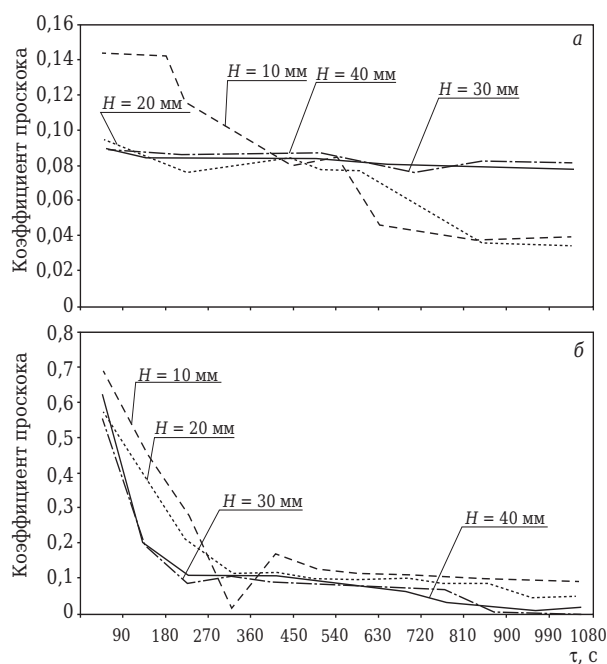 0,16
0,14
0,12
0,10
0,08
0,06
0,04
0,02
0
Коэффициент проскока
а
H = 10 мм
H = 40 мм
H = 30 мм
H = 20 мм
0,8
0,7
0,6
0,5
0,4
0,3
0,2
0,1
0
Коэффициент проскока
б
H = 10 мм
H = 20 мм
H = 30 мм
H = 40 мм
90 180 270 360 450 540 630 720 810 900 990 1080
τ, с